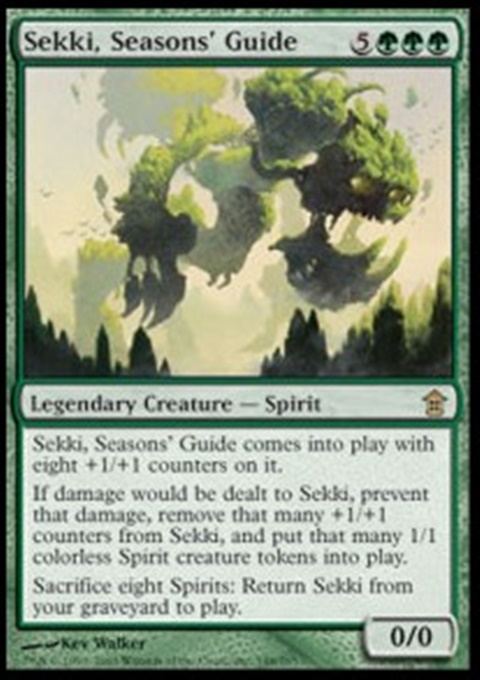 Sekki, Seasons' Guide 5
Legendary Creature — Spirit
Sekki, Seasons' Guide comes into play with
eight +1/+1 counters on it.
If damage would be dealt to Sekki, prevent
that damage, remove that many +1/+1
counters from Sekki, and put that many 1/1
colorless Spirit creature tokens into play.
Sacrifice eight Spirits: Return Sekki from
your graveyard to play.
Kev Walker
0/0